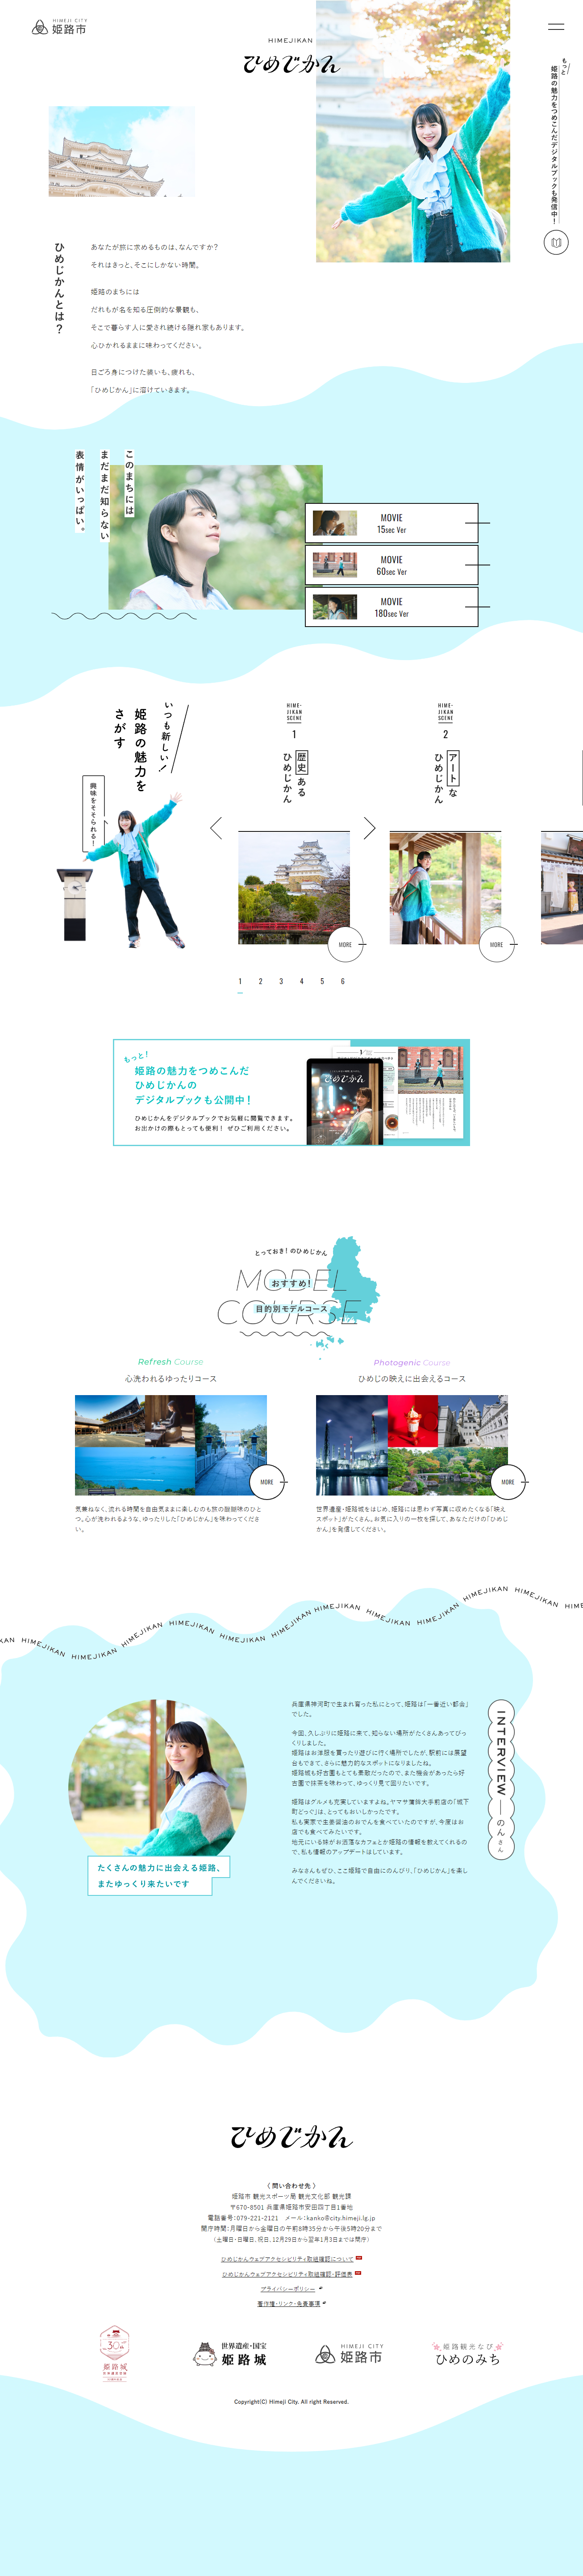 HIMEJI CITY
姫路市
HIMEJIKAN
ひめじかん
もっと
姫路の魅力をつめこんだデジタルブックも発信中！
ひめじかんとは？
あなたが旅に求めるものは、なんですか？
それはきっと、そこにしかない時間。
姫路のまちには
だれもが名を知る圧倒的な景観も、
そこで暮らす人に愛され続ける隠れ家もあります。
心ひかれるままに味わってください。
日ごろ身につけた装いも、疲れも、
「ひめじかん」に溶けていきます。
このまちには
まだまだ知らない
表情がいっぱい。
MOVIE
15sec Ver
MOVIE
60sec Ver
MOVIE
180sec Ver
いつも新しい！
姫路の魅力を
さがす
興味をそそられる！
HIME-
JIKAN
SCENE
1
歴史ある
ひめじかん
MORE
HIME-
JIKAN
SCENE
2
アートな
ひめじかん
MORE
1 2 3 4 5 6
もっと！
姫路の魅力をつめこんだ
ひめじかんの
デジタルブックも公開中！
ひめじかんをデジタルブックでお気軽に閲覧できます。
お出かけの際もとっても便利！ ぜひご利用ください。
ひめじかん
とっておき！のひめじかん
MODEL
おすすめ！
COURSE
目的別モデルコース
Refresh Course
心洗われるゆったりコース
MORE
気兼ねなく、流れる時間を自由気ままに楽しむのも旅の醍醐味のひと
つ。心が洗われるような、ゆったりした「ひめじかん」を味わってくださ
い。
Photogenic Course
ひめじの映えに出会えるコース
MORE
世界遺産・姫路城をはじめ、姫路には思わず写真に収めたくなる「映え
スポット」がたくさん。お気に入りの一枚を探して、あなただけの「ひめじ
かん」を発信してください。
HIMEJIKAN HIMEJIKAN HIMEJIKAN HIMEJIKAN HIMEJIKAN HIMEJIKAN HIMEJIKAN HIMEJIKAN HIMEJIKAN HIMEJIKAN HIMEJIKAN
INTERVIEW
のんさん
兵庫県神河町で生まれ育った私にとって、姫路は「一番近い都会」
でした。
今回、久しぶりに姫路に来て、知らない場所がたくさんあってびっ
くりしました。
姫路はお洋服を買ったり遊びに行く場所でしたが、駅前には展望
台もできて、さらに魅力的なスポットになりましたね。
姫路城も好古園もとても素敵だったので、また機会があったら好
古園で抹茶を味わって、ゆっくり見て回りたいです。
姫路はグルメも充実していますよね。ヤマサ蒲鉾大手前店の「城下
町どっぐ」は、とってもおいしかったです。
私も実家で生姜醤油のおでんを食べていたのですが、今度はお
店でも食べてみたいです。
地元にいる妹がお洒落なカフェとか姫路の情報を教えてくれるの
で、私も情報のアップデートはしています。
みなさんもぜひ、ここ姫路で自由にのんびり、「ひめじかん」を楽し
んでくださいね。
たくさんの魅力に出会える姫路、
またゆっくり来たいです
ひめじかん
〈 問い合わせ先 〉
姫路市 観光スポーツ局 観光文化部 観光課
〒670-8501 兵庫県姫路市安田四丁目1番地
電話番号：079-221-2121 メール：kanko@city.himeji.lg.jp
開庁時間：月曜日から金曜日の午前8時35分から午後5時20分まで
（土曜日・日曜日、祝日、12月29日から翌年1月3日までは閉庁）
ひめじかんウェブアクセシビリティ取組確認について
ひめじかんウェブアクセシビリティ取組確認・評価表
プライバシーポリシー
著作権・リンク・免責事項
30
姫路城
世界遺産・国宝
姫路城
HIMEJI CITY
姫路市
姫路観光なび
ひめのみち
Copyright(C) Himeji City. All right Reserved.